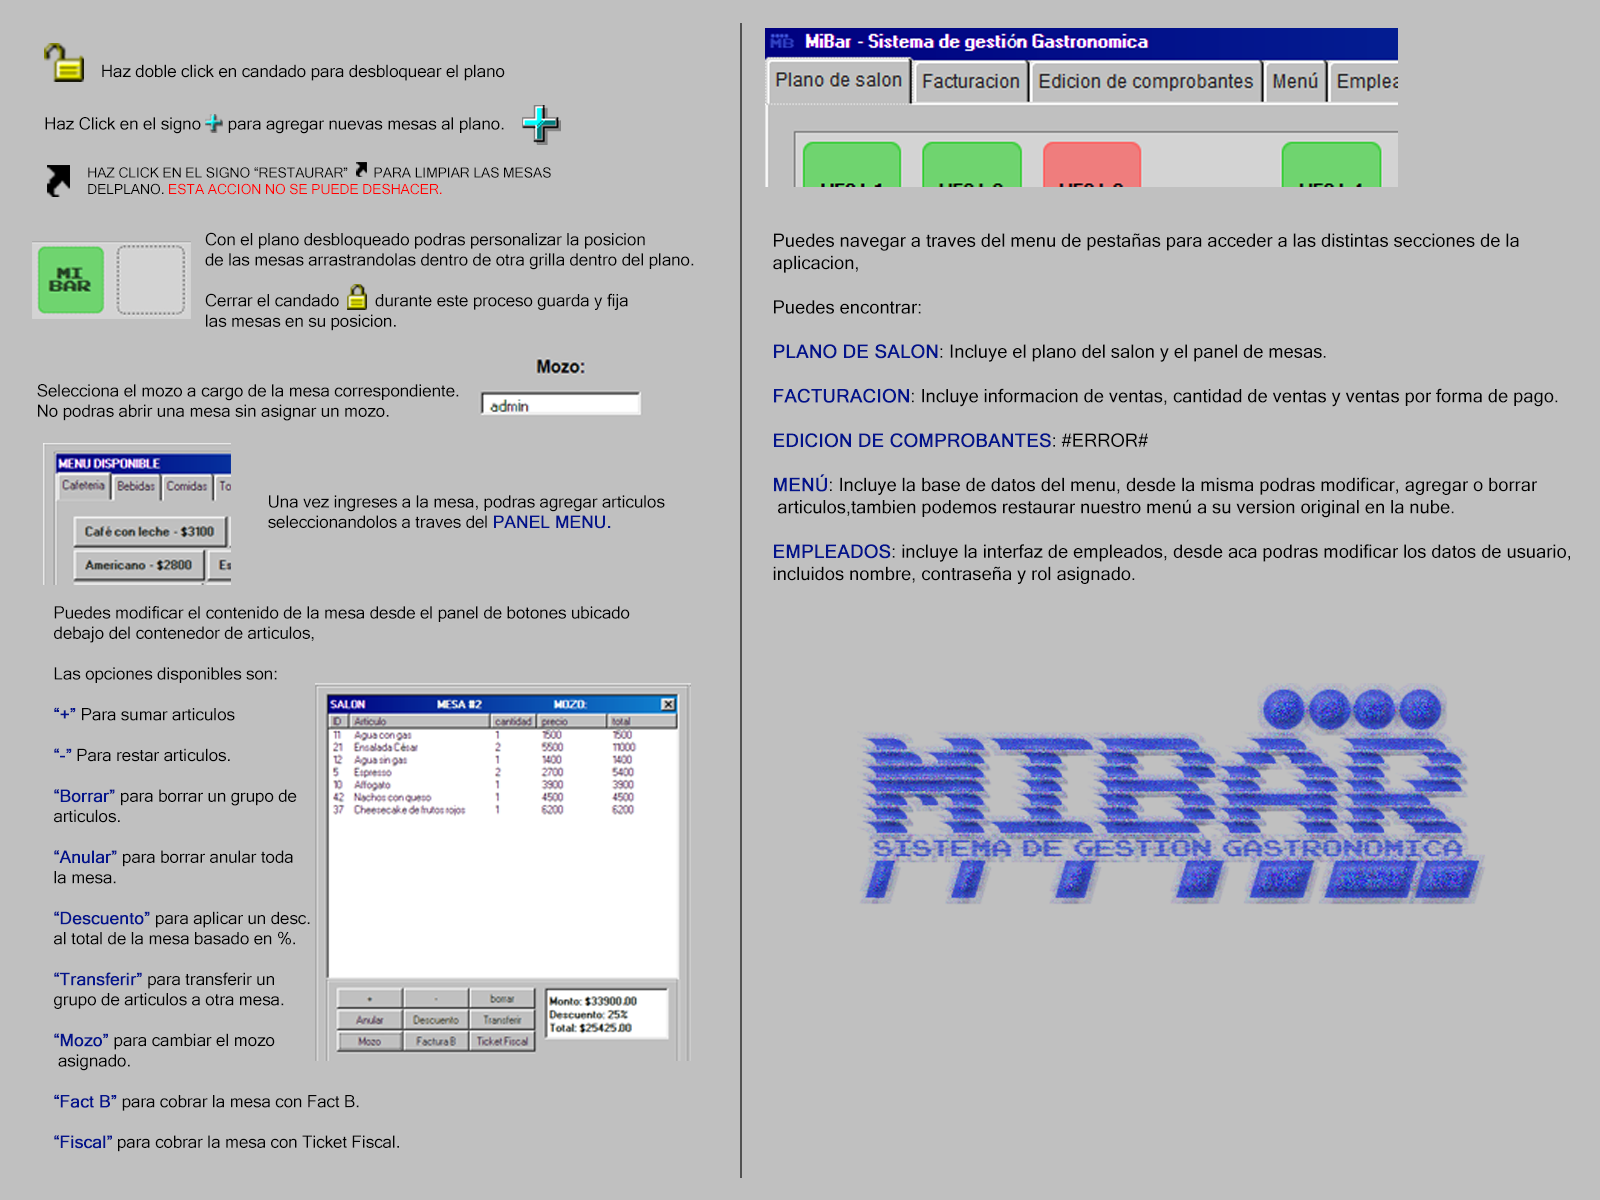 Haz doble click en candado para desbloquear el plano
Haz Click en el signo para agregar nuevas mesas al plano.
HAZ CLICK EN EL SIGNO “RESTAURAR” PARA LIMPIAR LAS MESAS
DELPLANO. ESTA ACCION NO SE PUEDE DESHACER.
MI
BAR
Con el plano desbloqueado podras personalizar la posicion
de las mesas arrastrandolas dentro de otra grilla dentro del plano.
Cerrar el candado durante este proceso guarda y fija
las mesas en su posicion.
Mozo:
admin
Selecciona el mozo a cargo de la mesa correspondiente.
No podras abrir una mesa sin asignar un mozo.
MENU DISPONIBLE
Cafeteria Bebidas Comidas To
Café con leche - $3100
Americano - $2800 Es
Una vez ingreses a la mesa, podras agregar articulos
seleccionandolos a traves del PANEL MENU.
Puedes modificar el contenido de la mesa desde el panel de botones ubicado
debajo del contenedor de articulos,
Las opciones disponibles son:
“+” Para sumar articulos
“-” Para restar articulos.
“Borrar” para borrar un grupo de
articulos.
“Anular” para borrar anular toda
la mesa.
“Descuento” para aplicar un desc.
al total de la mesa basado en %.
“Transferir” para transferir un
grupo de articulos a otra mesa.
“Mozo” para cambiar el mozo
asignado.
“Fact B” para cobrar la mesa con Fact B.
“Fiscal” para cobrar la mesa con Ticket Fiscal.
SALON MESA #2 MOZO:
ID Articulo cantidad precio total
11 Agua con gas 1 1500 1500
21 Ensalada César 2 5500 11000
12 Agua sin gas 1 1400 1400
5 Espresso 2 2700 5400
10 Affogato 1 3900 3900
42 Nachos con queso 1 4500 4500
37 Cheesecake de frutos rojos 1 6200 6200
+ - borrar
Anular Descuento Transferir
Mozo Factura B Ticket Fiscal
Monto: $33900.00
Descuento: 25%
Total: $25425.00
MB MiBar - Sistema de gestión Gastronomica
Plano de salon Facturacion Edicion de comprobantes Menú Emplea
Puedes navegar a traves del menu de pestañas para acceder a las distintas secciones de la
aplicacion,
Puedes encontrar:
PLANO DE SALON: Incluye el plano del salon y el panel de mesas.
FACTURACION: Incluye informacion de ventas, cantidad de ventas y ventas por forma de pago.
EDICION DE COMPROBANTES: #ERROR#
MENÚ: Incluye la base de datos del menu, desde la misma podras modificar, agregar o borrar
articulos,tambien podemos restaurar nuestro menú a su version original en la nube.
EMPLEADOS: incluye la interfaz de empleados, desde aca podras modificar los datos de usuario,
incluidos nombre, contraseña y rol asignado.
MIBAR
SISTEMA DE GESTIÓN GASTRONÓMICA